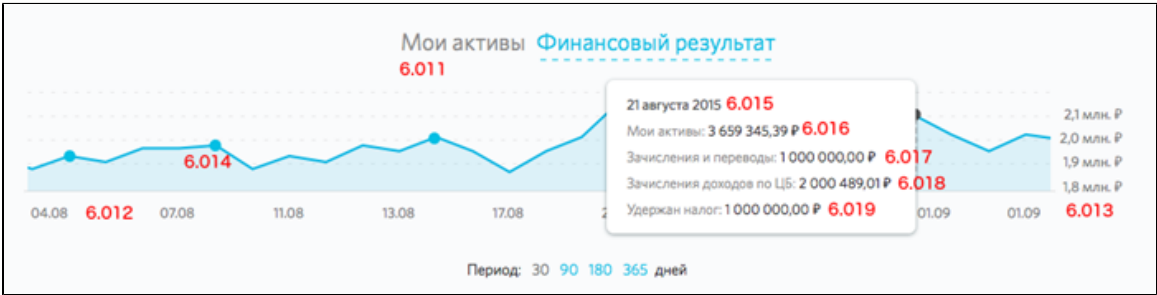 Мои активы Финансовый результат
6.011
21 августа 2015 6.015
Мои активы: 3 659 345,39 ₽ 6.016
Зачисления и переводы: 1 000 000,00 ₽ 6.017
Зачисления доходов по ЦБ: 2 000 489,01 ₽ 6.018
Удержан налог: 1 000 000,00 ₽ 6.019
6.014
2,1 млн. ₽
2,0 млн. ₽
1,9 млн. ₽
1,8 млн. ₽
04.08 6.012 07.08 11.08 13.08 17.08 2 01.09 01.09 6.013
Период: 30 90 180 365 дней